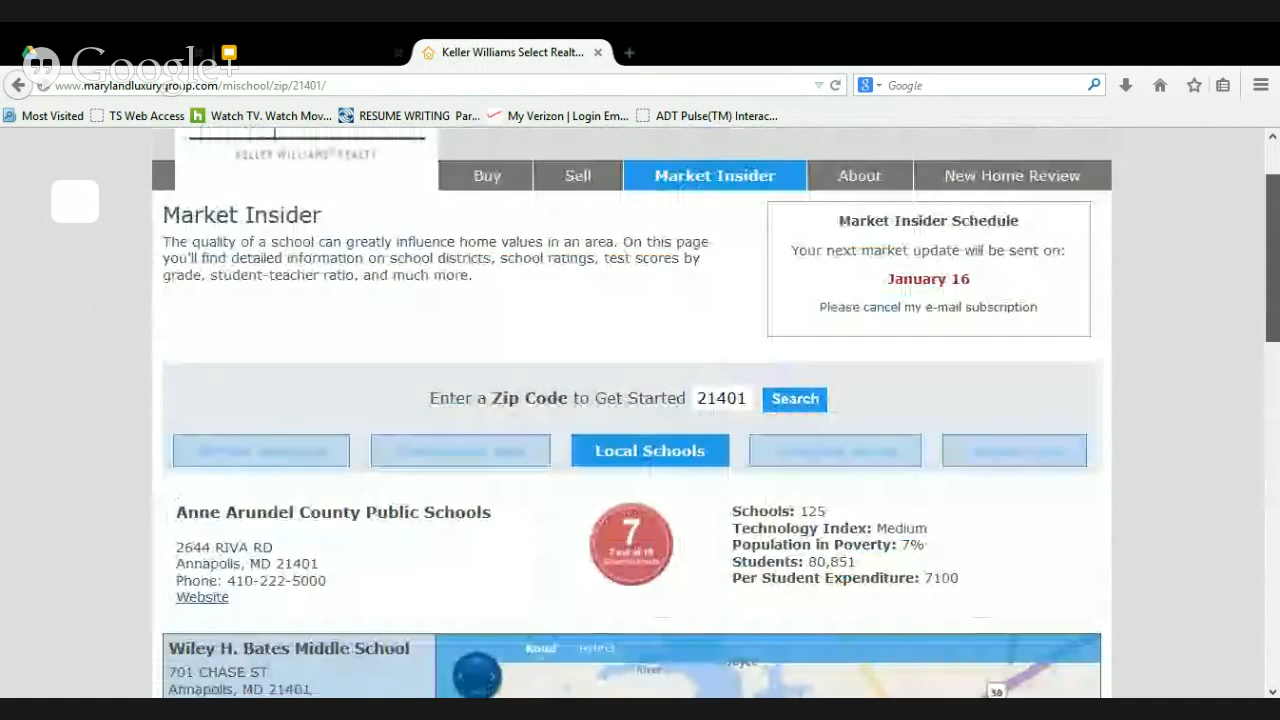 Google+
Keller Williams Select Realt...
www.marylandluxurygroup.com/mischool/zip/21401/
Google
Most Visited
TS Web Access
Watch TV. Watch Mov...
RESUME WRITING Par...
My Verizon | Login Em...
ADT Pulse(TM) Interac...
KELLER WILLIAMS REALTY
Buy
Sell
Market Insider
About
New Home Review
Market Insider
The quality of a school can greatly influence home values in an area. On this page
you'll find detailed information on school districts, school ratings, test scores by
grade, student-teacher ratio, and much more.
Market Insider Schedule
Your next market update will be sent on:
January 16
Please cancel my e-mail subscription
Enter a Zip Code to Get Started 21401 Search
Local Schools
Anne Arundel County Public Schools
2644 RIVA RD
Annapolis, MD 21401
Phone: 410-222-5000
Website
7
7 out of 10
Schools: 125
Technology Index: Medium
Population in Poverty: 7%
Students: 80,851
Per Student Expenditure: 7100
Wiley H. Bates Middle School
701 CHASE ST
Annapolis, MD 21401
Road
Hybrid
River
Joyce
50